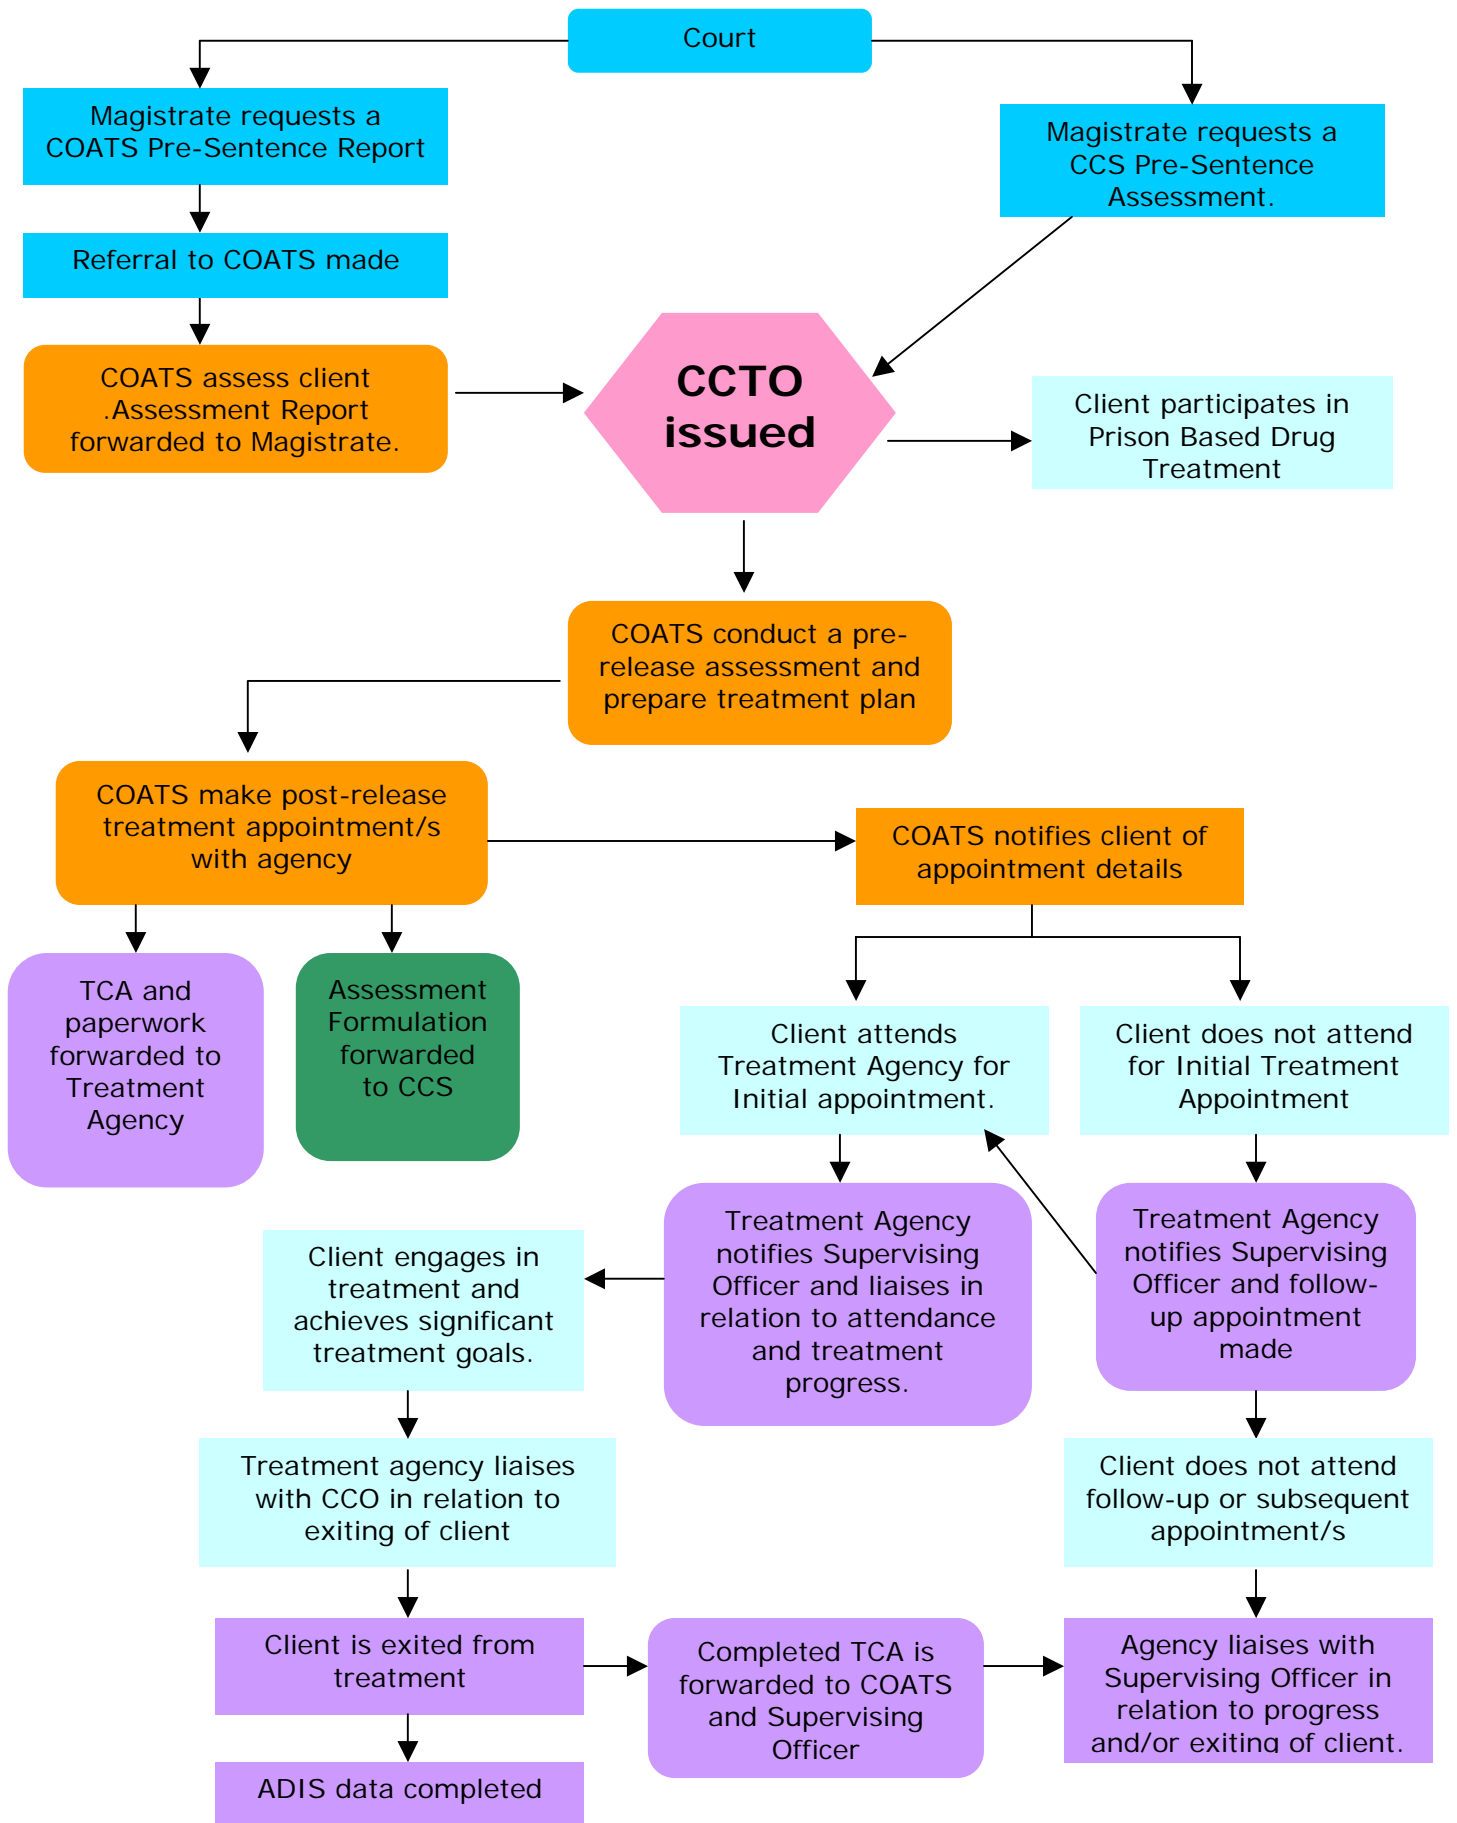 Court
Magistrate requests a
COATS Pre-Sentence Report
Magistrate requests a
CCS Pre-Sentence
Assessment.
Referral to COATS made
COATS assess client
.Assessment Report
forwarded to Magistrate.
CCTO
issued
Client participates in
Prison Based Drug
Treatment
COATS conduct a pre-
release assessment and
prepare treatment plan
COATS make post-release
treatment appointment/s
with agency
COATS notifies client of
appointment details
TCA and
paperwork
forwarded to
Treatment
Agency
Assessment
Formulation
forwarded
to CCS
Client attends
Treatment Agency for
Initial appointment.
Client does not attend
for Initial Treatment
Appointment
Client engages in
treatment and
achieves significant
treatment goals.
Treatment Agency
notifies Supervising
Officer and liaises in
relation to attendance
and treatment
progress.
Treatment Agency
notifies Supervising
Officer and follow-
up appointment
made
Treatment agency liaises
with CCO in relation to
exiting of client
Client does not attend
follow-up or subsequent
appointment/s
Client is exited from
treatment
Completed TCA is
forwarded to COATS
and Supervising
Officer
Agency liaises with
Supervising Officer in
relation to progress
and/or exiting of client.
ADIS data completed